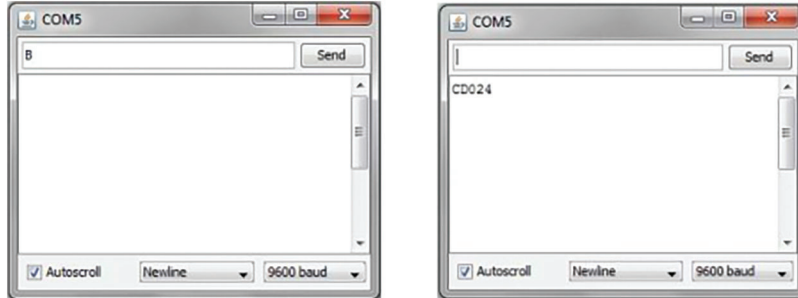 COM5
B
Send
Autoscroll
Newline
9600 baud
COM5
Send
CD024
Autoscroll
Newline
9600 baud